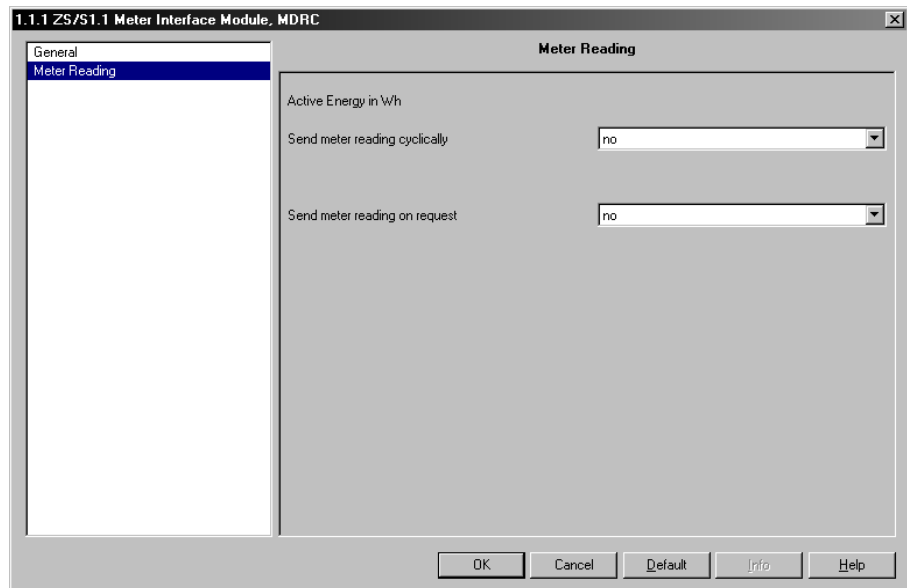 1.1.1 ZS/S1.1 Meter Interface Module, MDRC
General
Meter Reading
Meter Reading
Active Energy in Wh
Send meter reading cyclically
no
Send meter reading on request
no
OK
Cancel
Default
Info
Help